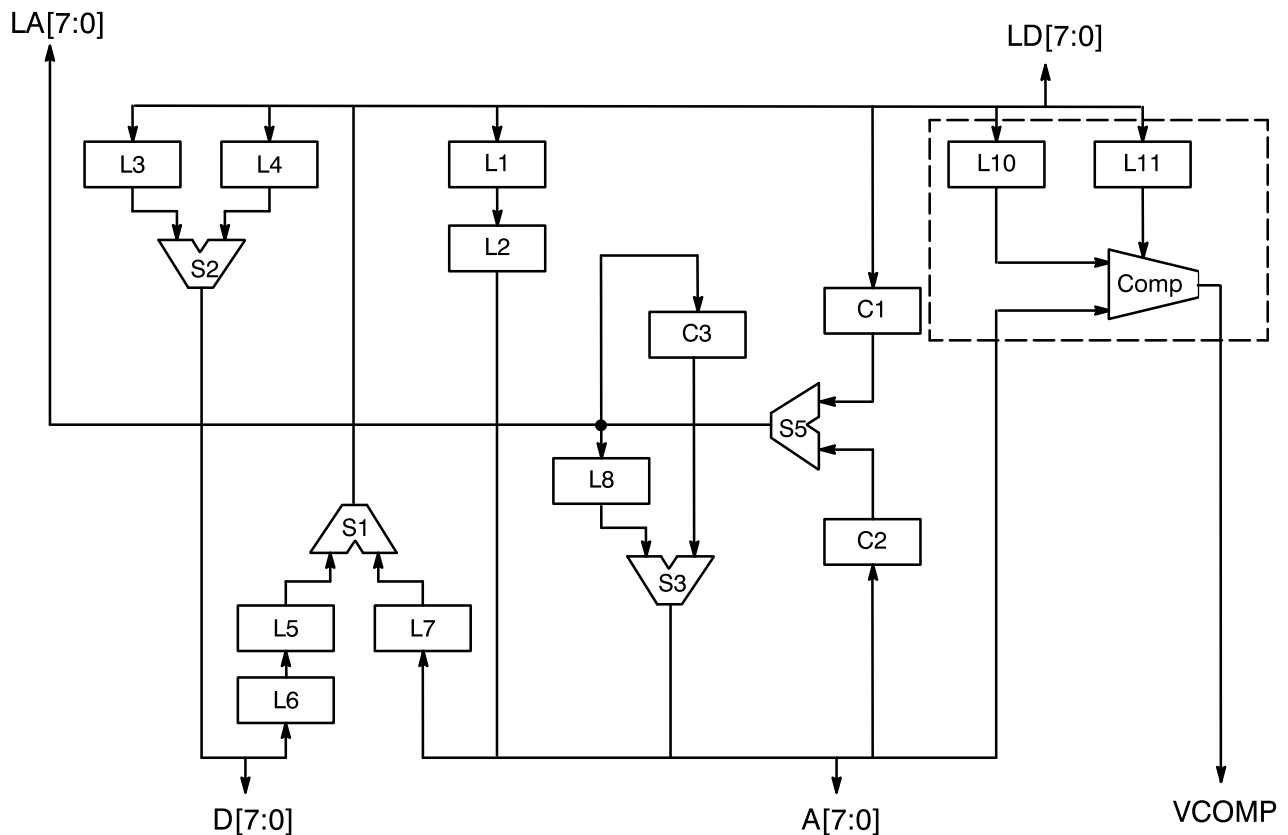 LA[7:0]
LD[7:0]
L3
L4
L1
L10
L11
L2
S2
Comp
C1
C3
S5
L8
S1
C2
S3
L5
L7
L6
D[7:0]
A[7:0]
VCOMP